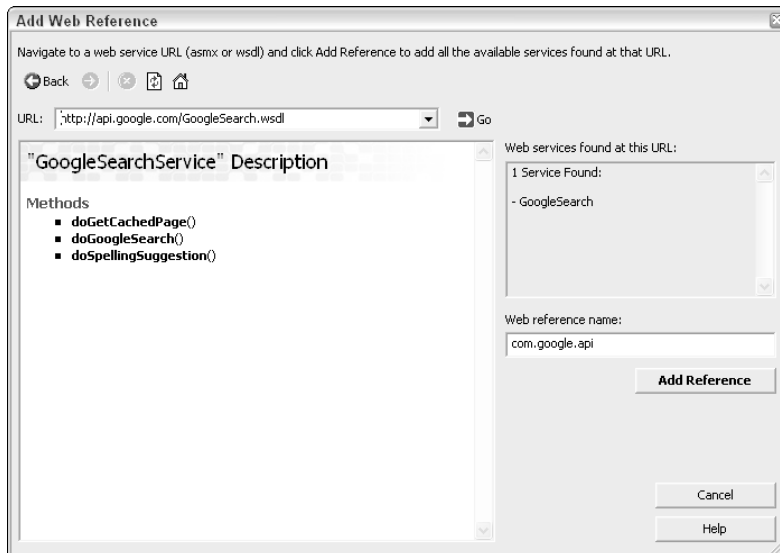 Add Web Reference
Navigate to a web service URL (asmx or wsdl) and click Add Reference to add all the available services found at that URL.
Back
URL: http://api.google.com/GoogleSearch.wsdl Go
"GoogleSearchService" Description
Methods
doGetCachedPage()
doGoogleSearch()
doSpellingSuggestion()
Web services found at this URL:
1 Service Found:
- GoogleSearch
Web reference name:
com.google.api
Add Reference
Cancel
Help